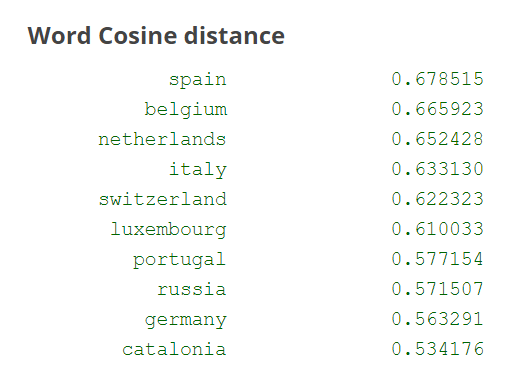 Word Cosine distance
spain 0.678515
belgium 0.665923
netherlands 0.652428
italy 0.633130
switzerland 0.622323
luxembourg 0.610033
portugal 0.577154
russia 0.571507
germany 0.563291
catalonia 0.534176